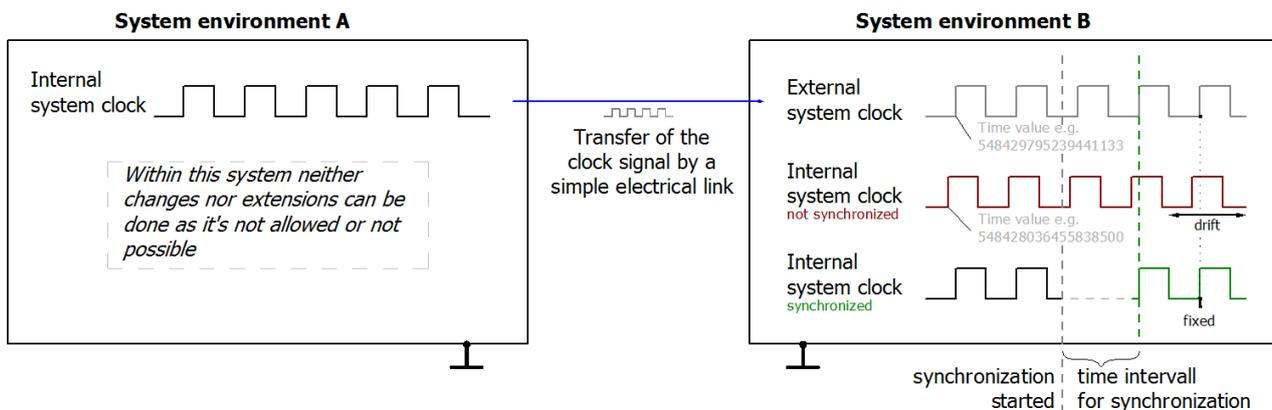 System environment A
Internal
system clock
Within this system neither
changes nor extensions can be
done as it's not allowed or not
possible
Transfer of the
clock signal by a
simple electrical link
System environment B
External
system clock
Time value e.g.
548429795239441133
Internal
system clock
not synchronized
Time value e.g.
548428036455838500
drift
Internal
system clock
synchronized
fixed
synchronization
started
time intervall
for synchronization